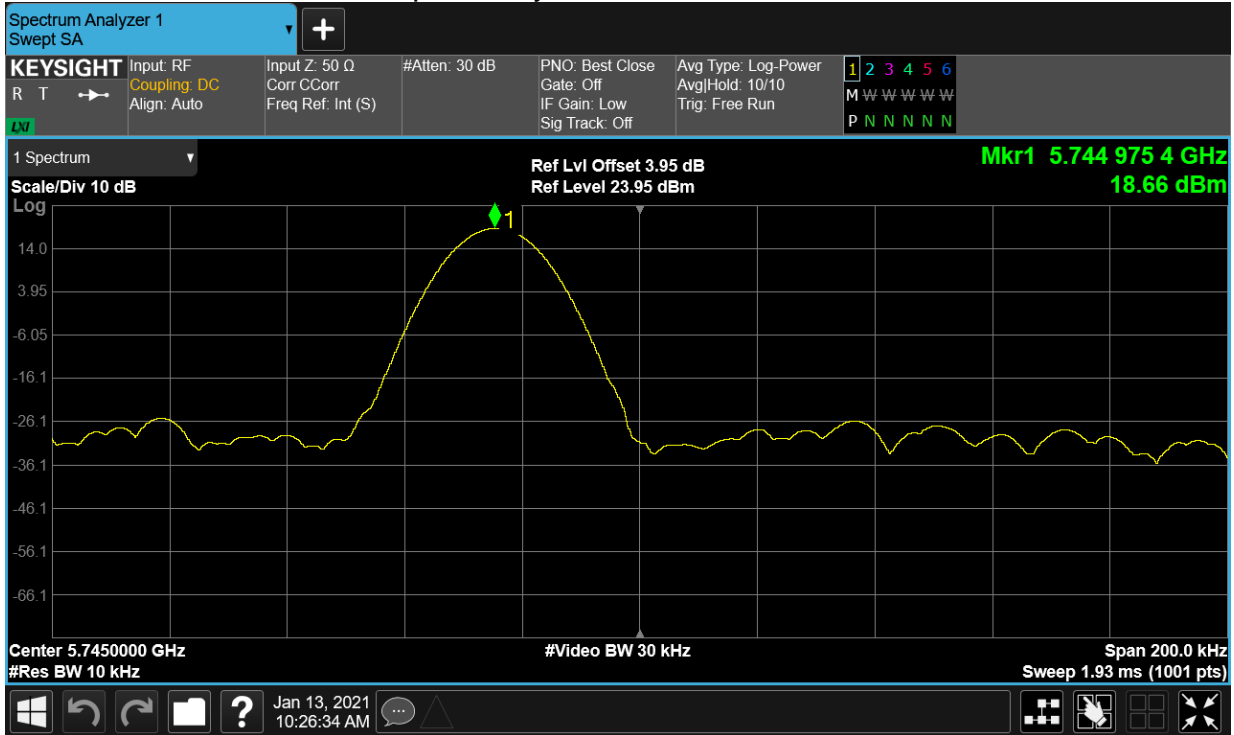 Spectrum Analyzer 1
Swept SA
KEYSIGHT
R T
LXI
Input: RF
Coupling: DC
Align: Auto
Input Z: 50 Ω
Corr CCorr
Freq Ref: Int (S)
#Atten: 30 dB
PNO: Best Close
Gate: Off
IF Gain: Low
Sig Track: Off
Avg Type: Log-Power
Avg|Hold: 10/10
Trig: Free Run
1 2 3 4 5 6
M W W W W W
P N N N N N
1 Spectrum
Scale/Div 10 dB
Ref Lvl Offset 3.95 dB
Ref Level 23.95 dBm
Mkr1 5.744 975 4 GHz
18.66 dBm
Log
1
14.0
3.95
-6.05
-16.1
-26.1
-36.1
-46.1
-56.1
-66.1
Center 5.7450000 GHz
#Video BW 30 kHz
Span 200.0 kHz
#Res BW 10 kHz
Sweep 1.93 ms (1001 pts)
?
Jan 13, 2021
10:26:34 AM